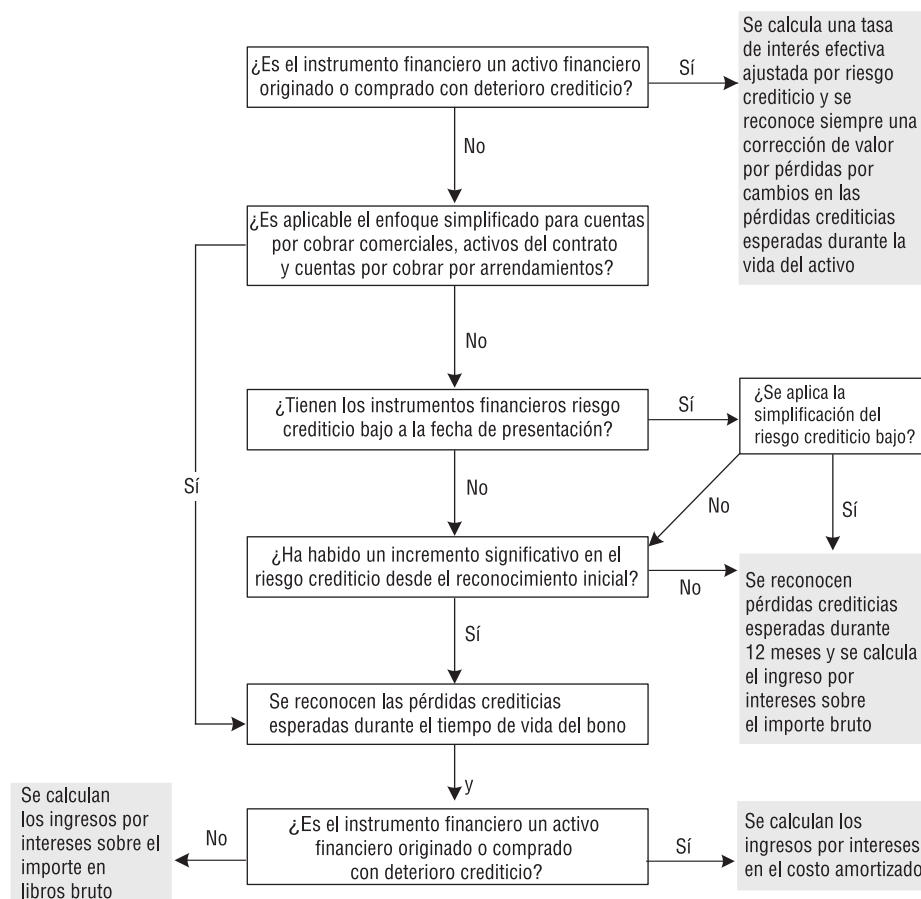 ¿Es el instrumento financiero un activo financiero
originado o comprado con deterioro crediticio?
Sí
Se calcula una tasa
de interés efectiva
ajustada por riesgo
crediticio y se
reconoce siempre una
corrección de valor
por pérdidas por
cambios en las
pérdidas crediticias
esperadas durante la
vida del activo
No
¿Es aplicable el enfoque simplificado para cuentas
por cobrar comerciales, activos del contrato
y cuentas por cobrar por arrendamientos?
No
Sí
¿Tienen los instrumentos financieros riesgo
crediticio bajo a la fecha de presentación?
Sí
¿Se aplica la
simplificación del
riesgo crediticio bajo?
No
No
Sí
¿Ha habido un incremento significativo en el
riesgo crediticio desde el reconocimiento inicial?
No
Se reconocen
pérdidas crediticias
esperadas durante
12 meses y se calcula
el ingreso por
intereses sobre
el importe bruto
Sí
Se reconocen las pérdidas crediticias
esperadas durante el tiempo de vida del bono
y
¿Es el instrumento financiero un activo
financiero originado o comprado
con deterioro crediticio?
No
Se calculan
los ingresos por
intereses sobre el
importe en
libros bruto
Sí
Se calculan los
ingresos por intereses
en el costo amortizado